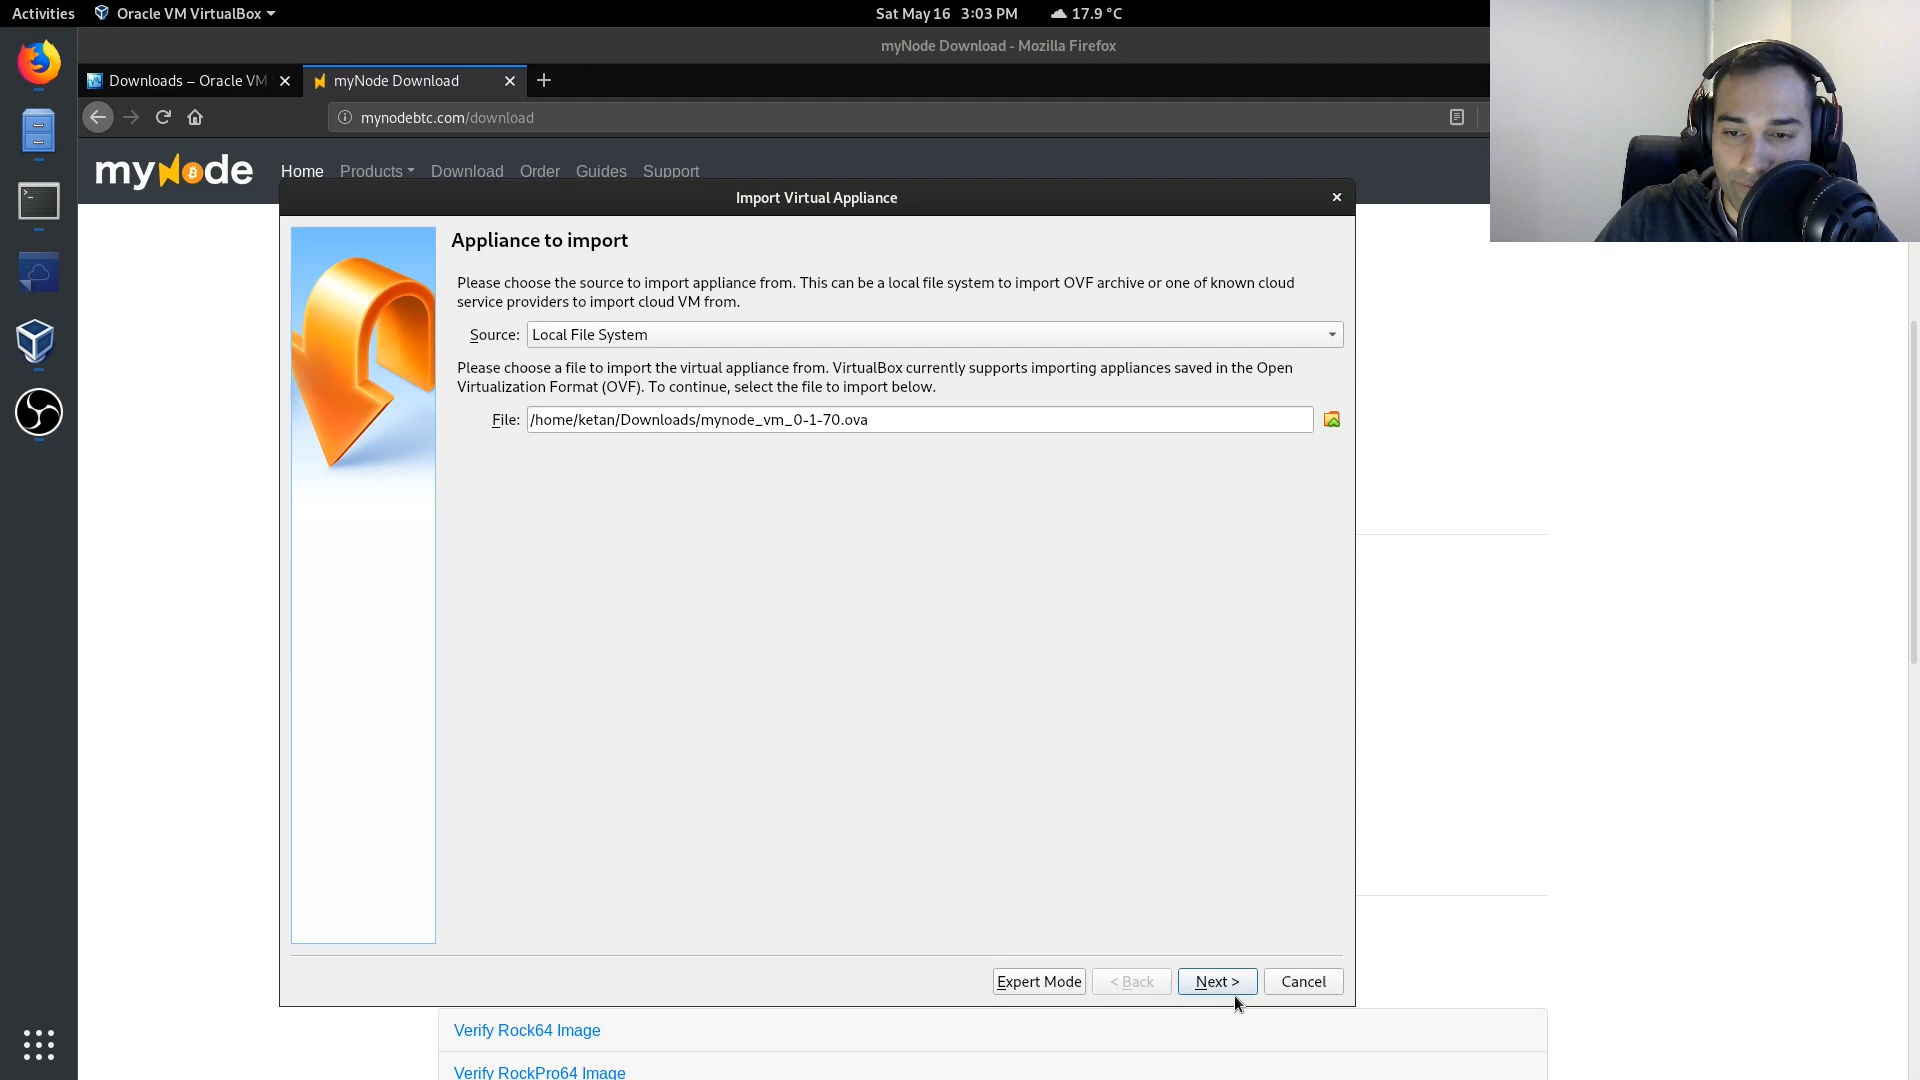 Activities
Oracle VM VirtualBox
Sat May 16 3:03 PM
17.9 °C
myNode Download - Mozilla Firefox
Downloads – Oracle VM
myNode Download
mynodebtc.com/download
myNode
Home
Products
Download
Order
Guides
Support
Import Virtual Appliance
Appliance to import
Please choose the source to import appliance from. This can be a local file system to import OVF archive or one of known cloud
service providers to import cloud VM from.
Source: Local File System
Please choose a file to import the virtual appliance from. VirtualBox currently supports importing appliances saved in the Open
Virtualization Format (OVF). To continue, select the file to import below.
File: /home/ketan/Downloads/mynode_vm_0-1-70.ova
Expert Mode
< Back
Next >
Cancel
Verify Rock64 Image
Verify RockPro64 Image